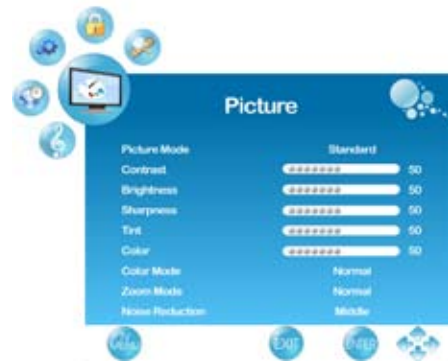 Picture
Picture Mode Standard
Contrast 50
Brightness 50
Sharpness 50
Tint 50
Color 50
Color Mode Normal
Zoom Mode Normal
Noise Reduction Middle
EXIT ENTER